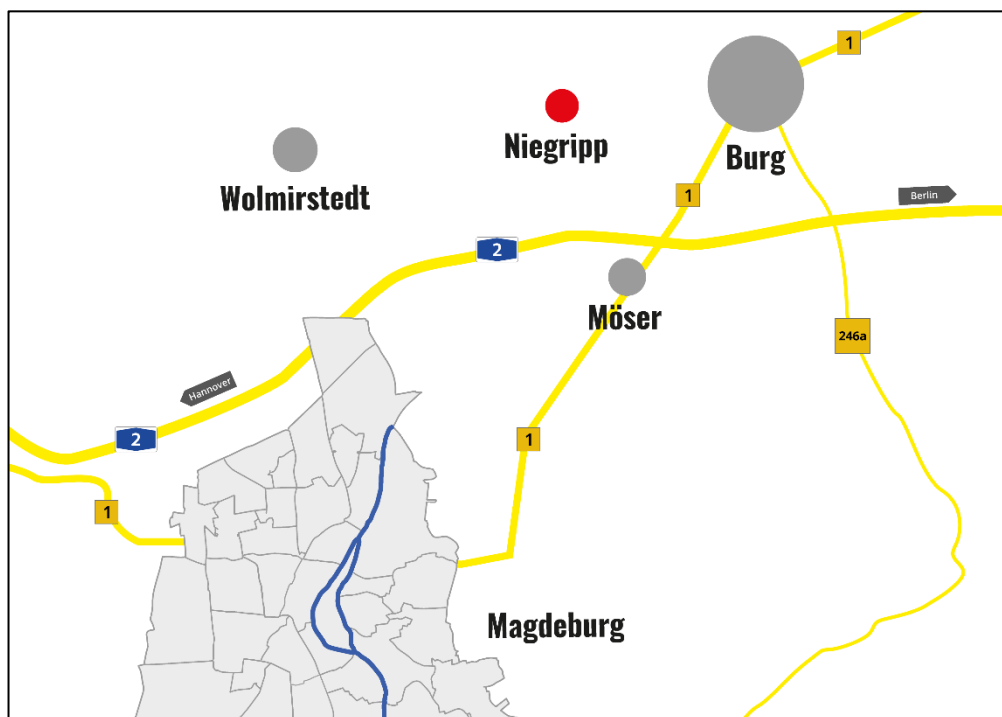 1
Niegripp
Burg
Wolmirstedt
1
Berlin
2
Möser
246a
Hannover
2
1
1
Magdeburg